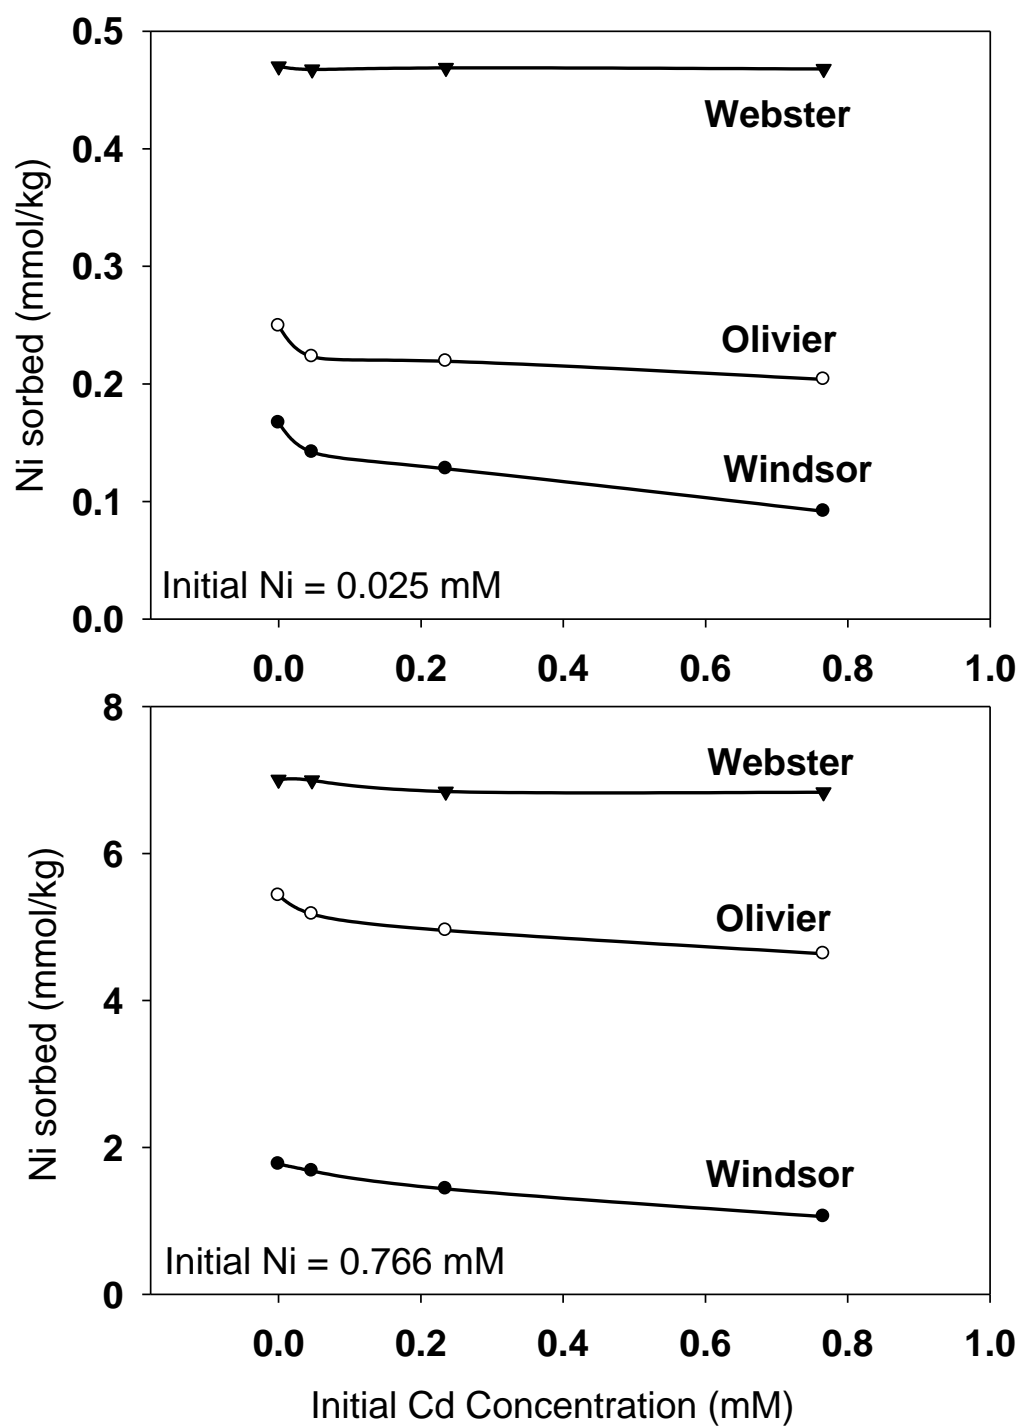 0.5
Webster
0.4
0.3
Olivier
0.2
Windsor
0.1
Initial Ni = 0.025 mM
0.0
Ni sorbed (mmol/kg)
0.0 0.2 0.4 0.6 0.8 1.0
8
Webster
6
Olivier
4
2
Windsor
Initial Ni = 0.766 mM
0
Ni sorbed (mmol/kg)
0.0 0.2 0.4 0.6 0.8 1.0
Initial Cd Concentration (mM)